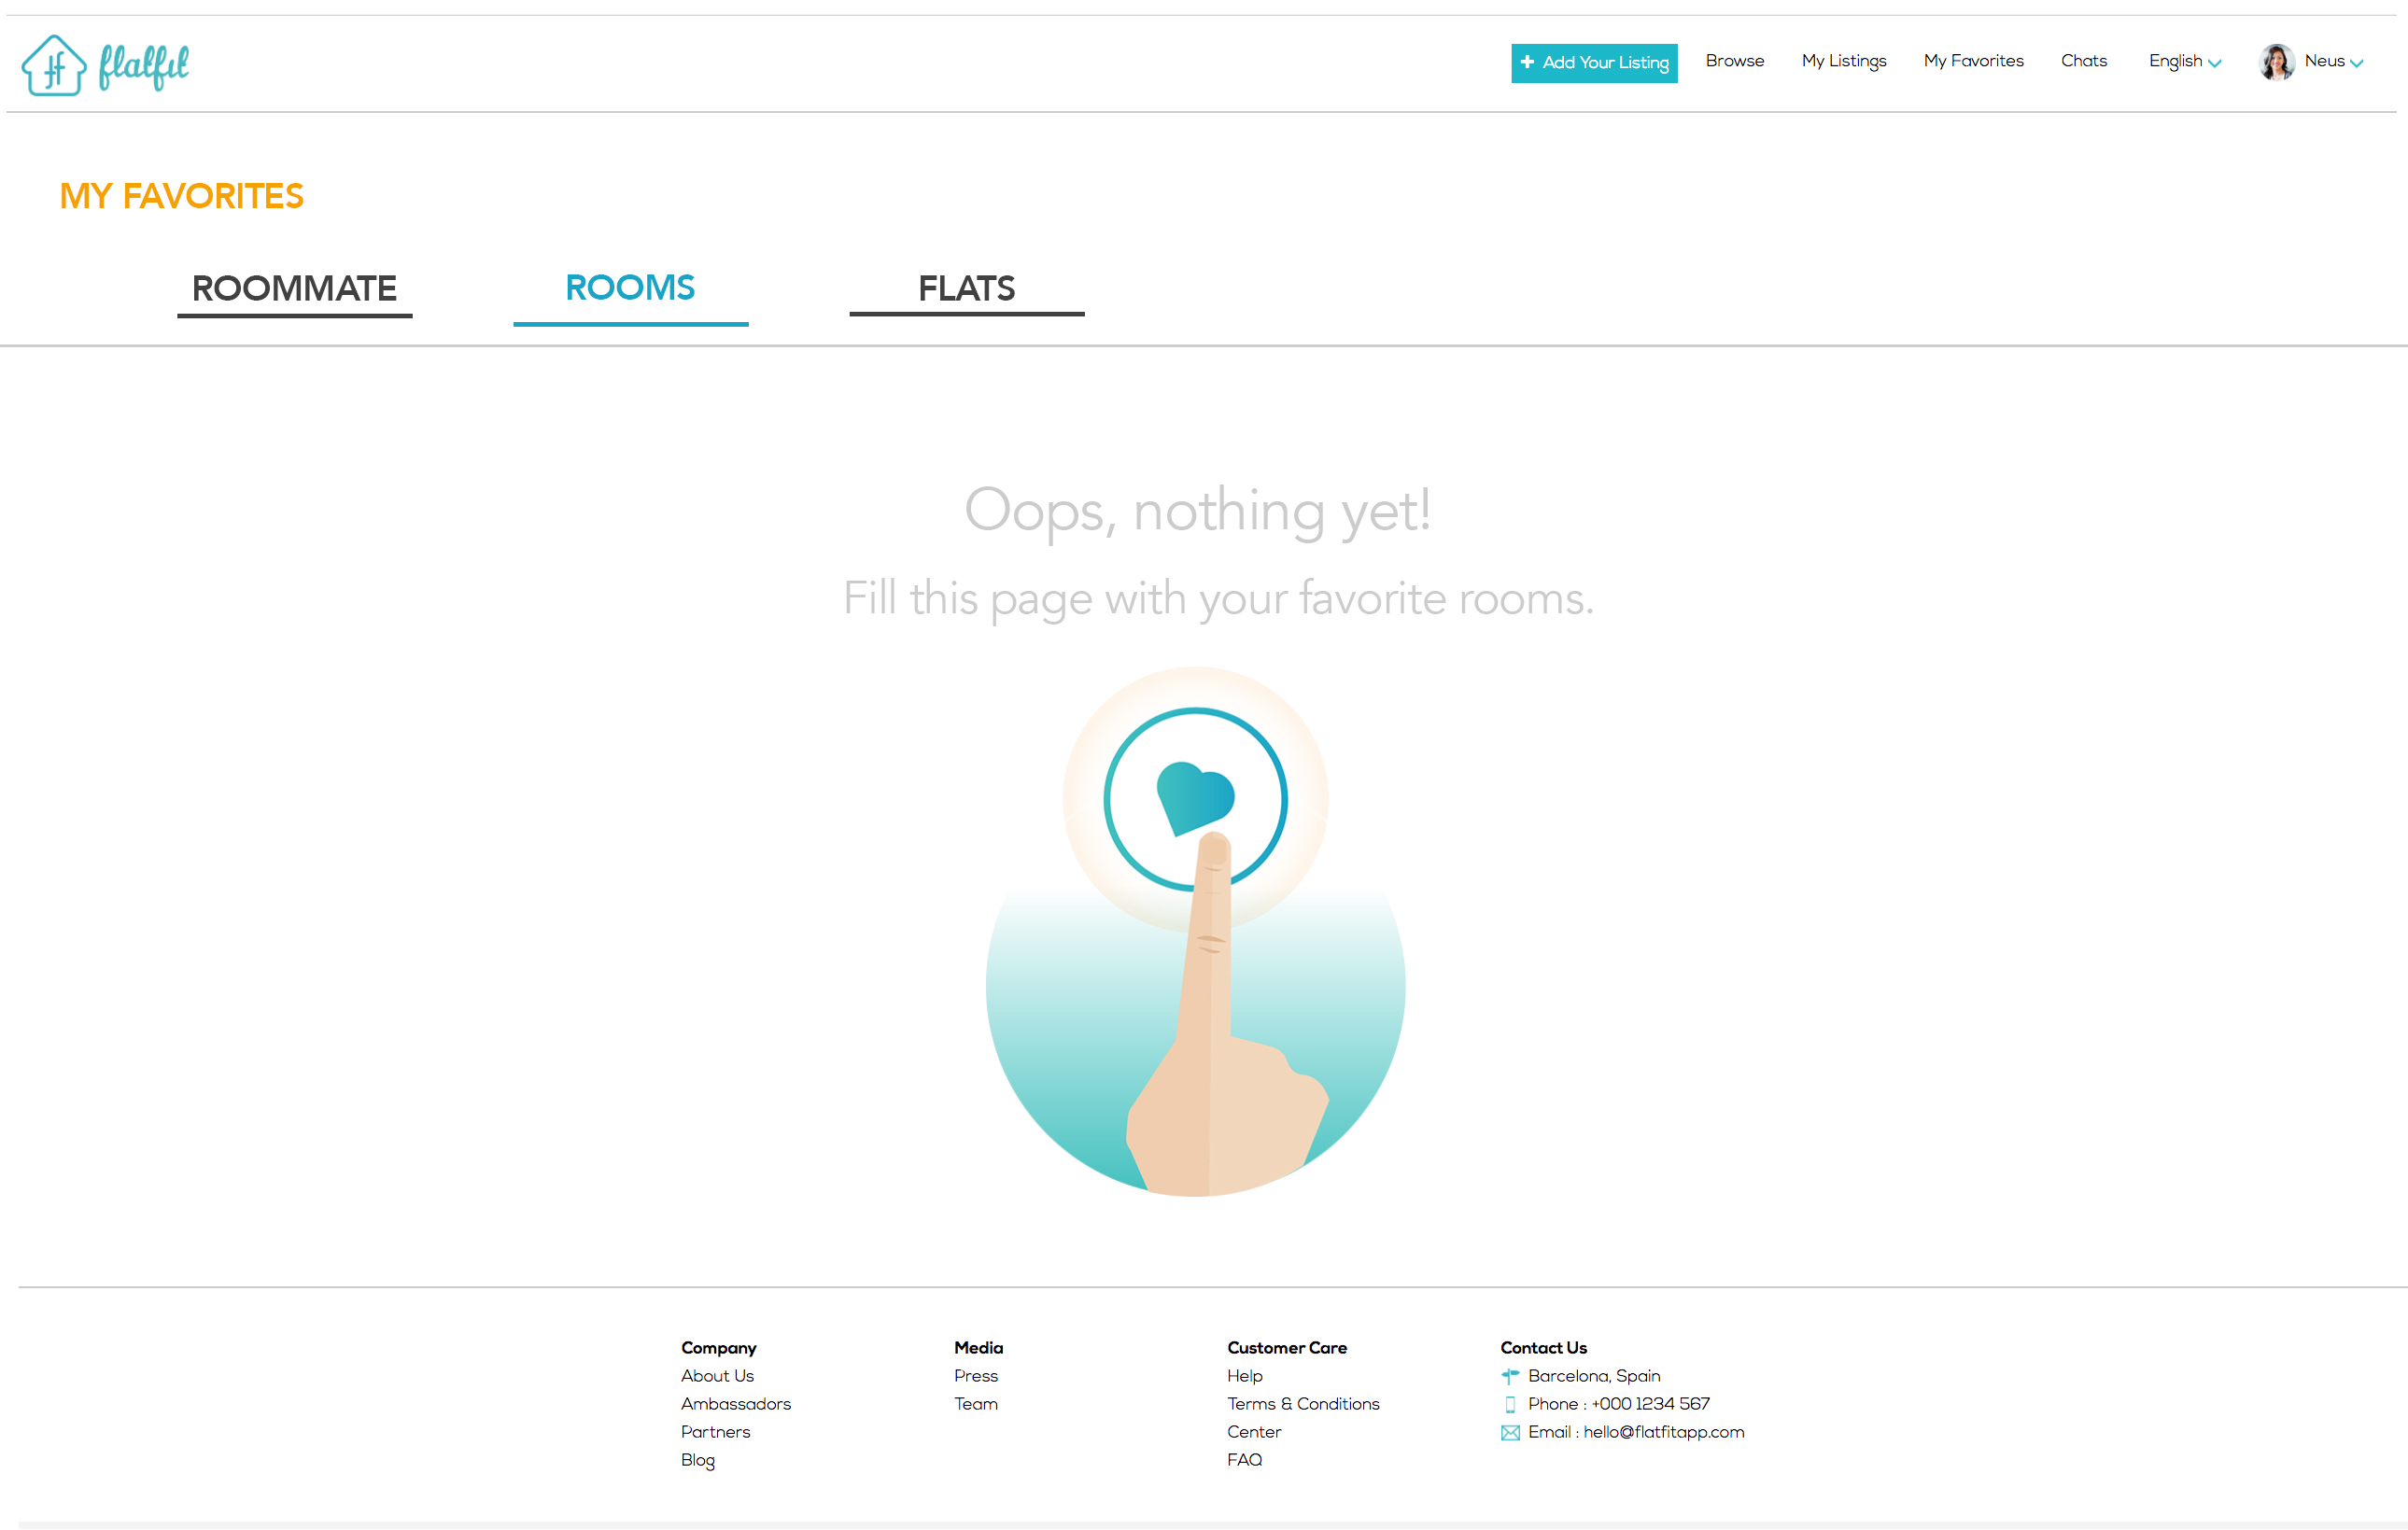 flatfit
+ Add Your Listing Browse My Listings My Favorites Chats English Neus
MY FAVORITES
ROOMMATE ROOMS FLATS
Oops, nothing yet!
Fill this page with your favorite rooms.
Company
About Us
Ambassadors
Partners
Blog
Media
Press
Team
Customer Care
Help
Terms & Conditions
Center
FAQ
Contact Us
Barcelona, Spain
Phone : +000 1234 567
Email : hello@flatfitapp.com